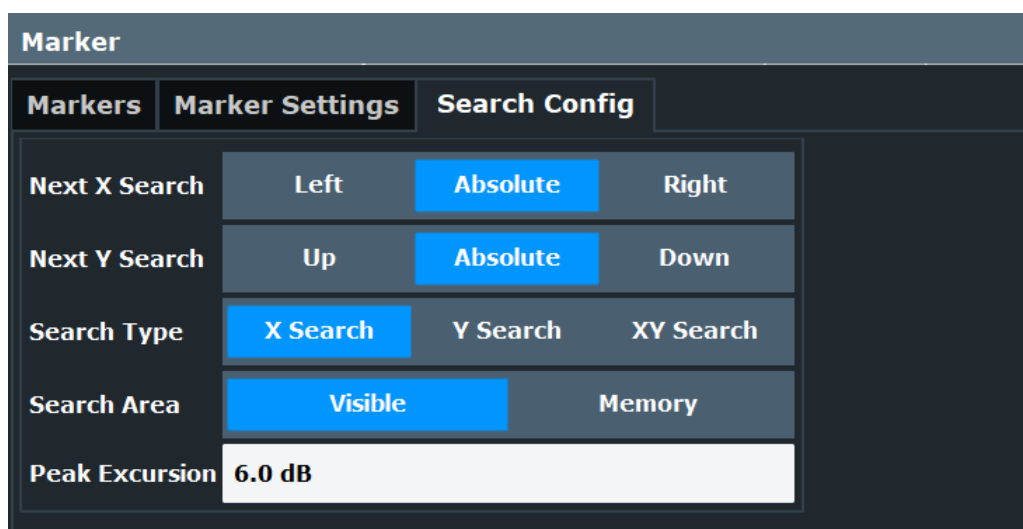 Marker
Markers Marker Settings Search Config
Next X Search Left Absolute Right
Next Y Search Up Absolute Down
Search Type X Search Y Search XY Search
Search Area Visible Memory
Peak Excursion 6.0 dB